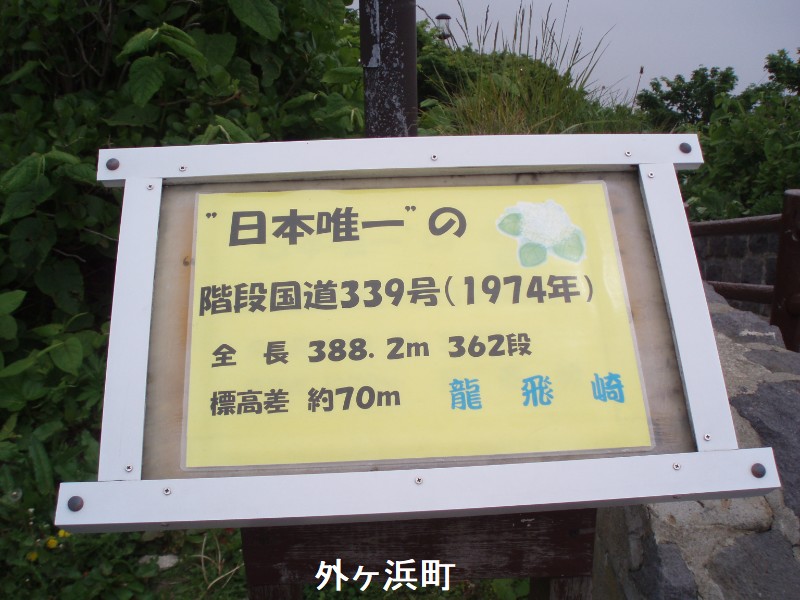 "日本唯一"の
階段国道339号(1974年)
全 長 388.2m 362段
標高差 約70m 龍 飛 崎
外ヶ浜町